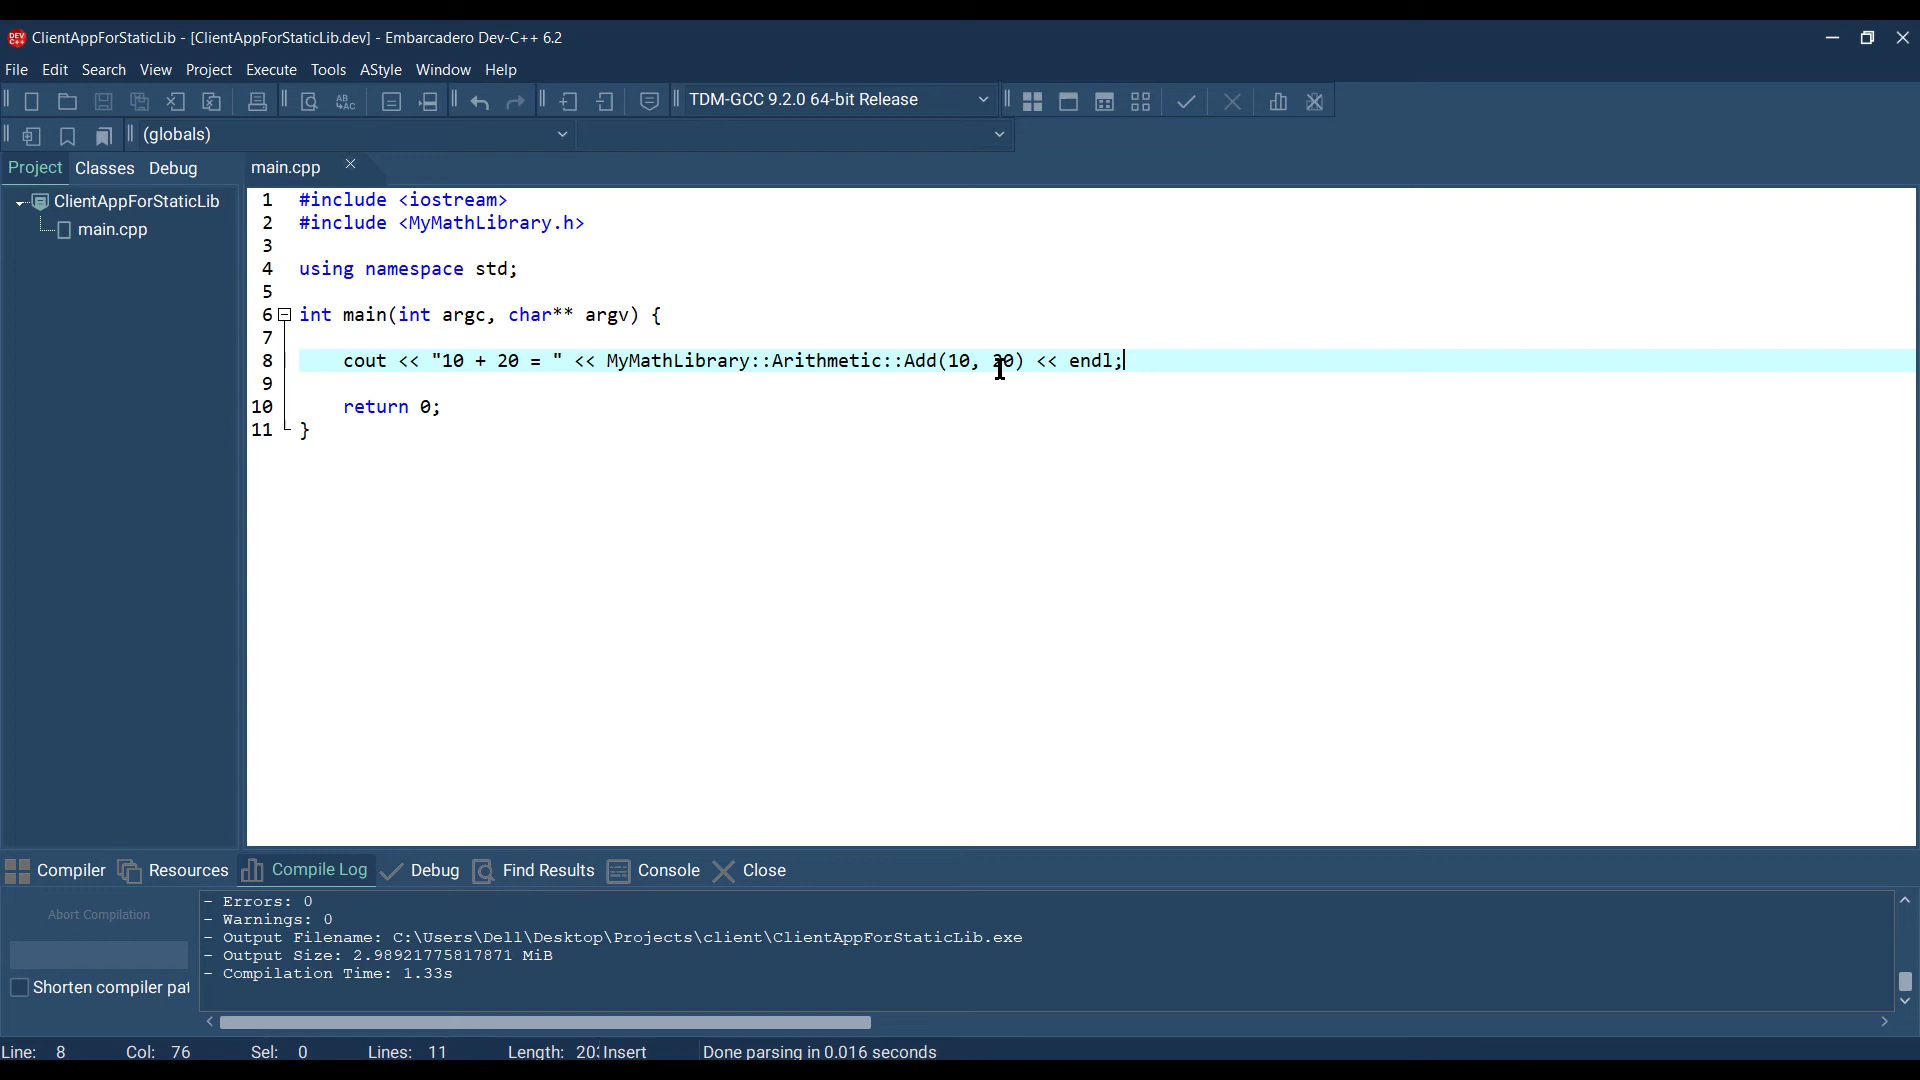 ClientAppForStaticLib - [ClientAppForStaticLib.dev] - Embarcadero Dev-C++ 6.2
File Edit Search View Project Execute Tools AStyle Window Help
TDM-GCC 9.2.0 64-bit Release
(globals)
Project Classes Debug main.cpp
ClientAppForStaticLib
main.cpp
1 #include <iostream>
2 #include <MyMathLibrary.h>
3
4 using namespace std;
5
6 int main(int argc, char** argv) {
7
8 cout << "10 + 20 = " << MyMathLibrary::Arithmetic::Add(10, 20) << endl;
9
10 return 0;
11 }
Compiler Resources Compile Log Debug Find Results Console Close
Abort Compilation
Shorten compiler pat
- Errors: 0
- Warnings: 0
- Output Filename: C:\Users\Dell\Desktop\Projects\client\ClientAppForStaticLib.exe
- Output Size: 2.98921775817871 MiB
- Compilation Time: 1.33s
Line: 8 Col: 76 Sel: 0 Lines: 11 Length: 20 Insert Done parsing in 0.016 seconds